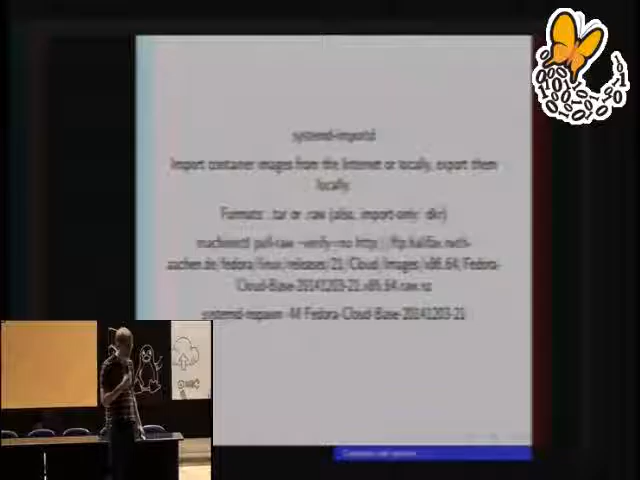 systemd-importd
Import container images from the Internet or locally, export them
locally.
Formats: .tar or .raw (also, import-only: dkr)
machinectl pull-raw --verify=no http://ftp.halifax.rwth-
aachen.de/fedora/linux/releases/21/Cloud/Images/x86_64/Fedora-
Cloud-Base-20141203-21.x86_64.raw.xz
systemd-nspawn -M Fedora-Cloud-Base-20141203-21